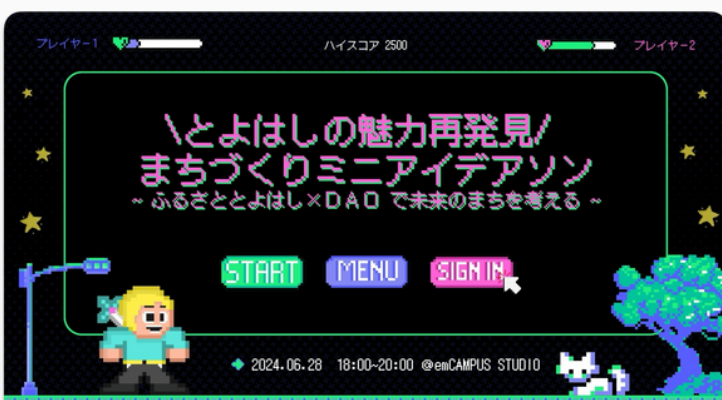 プレイヤー1
ハイスコア 2500
プレイヤー2
\とよはしの魅力再発見/
まちづくりミニアイデアソン
~ ふるさととよはし×DAO で未来のまちを考える ~
START
MENU
SIGN IN
2024.06.28 18:00~20:00 @emCAMPUS STUDIO